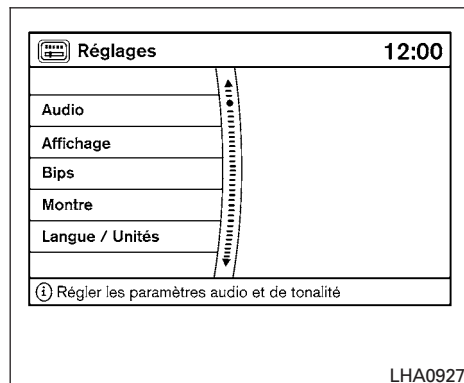 Réglages 12:00
Audio
Affichage
Bips
Montre
Langue / Unités
i Régler les paramètres audio et de tonalité
LHA0927